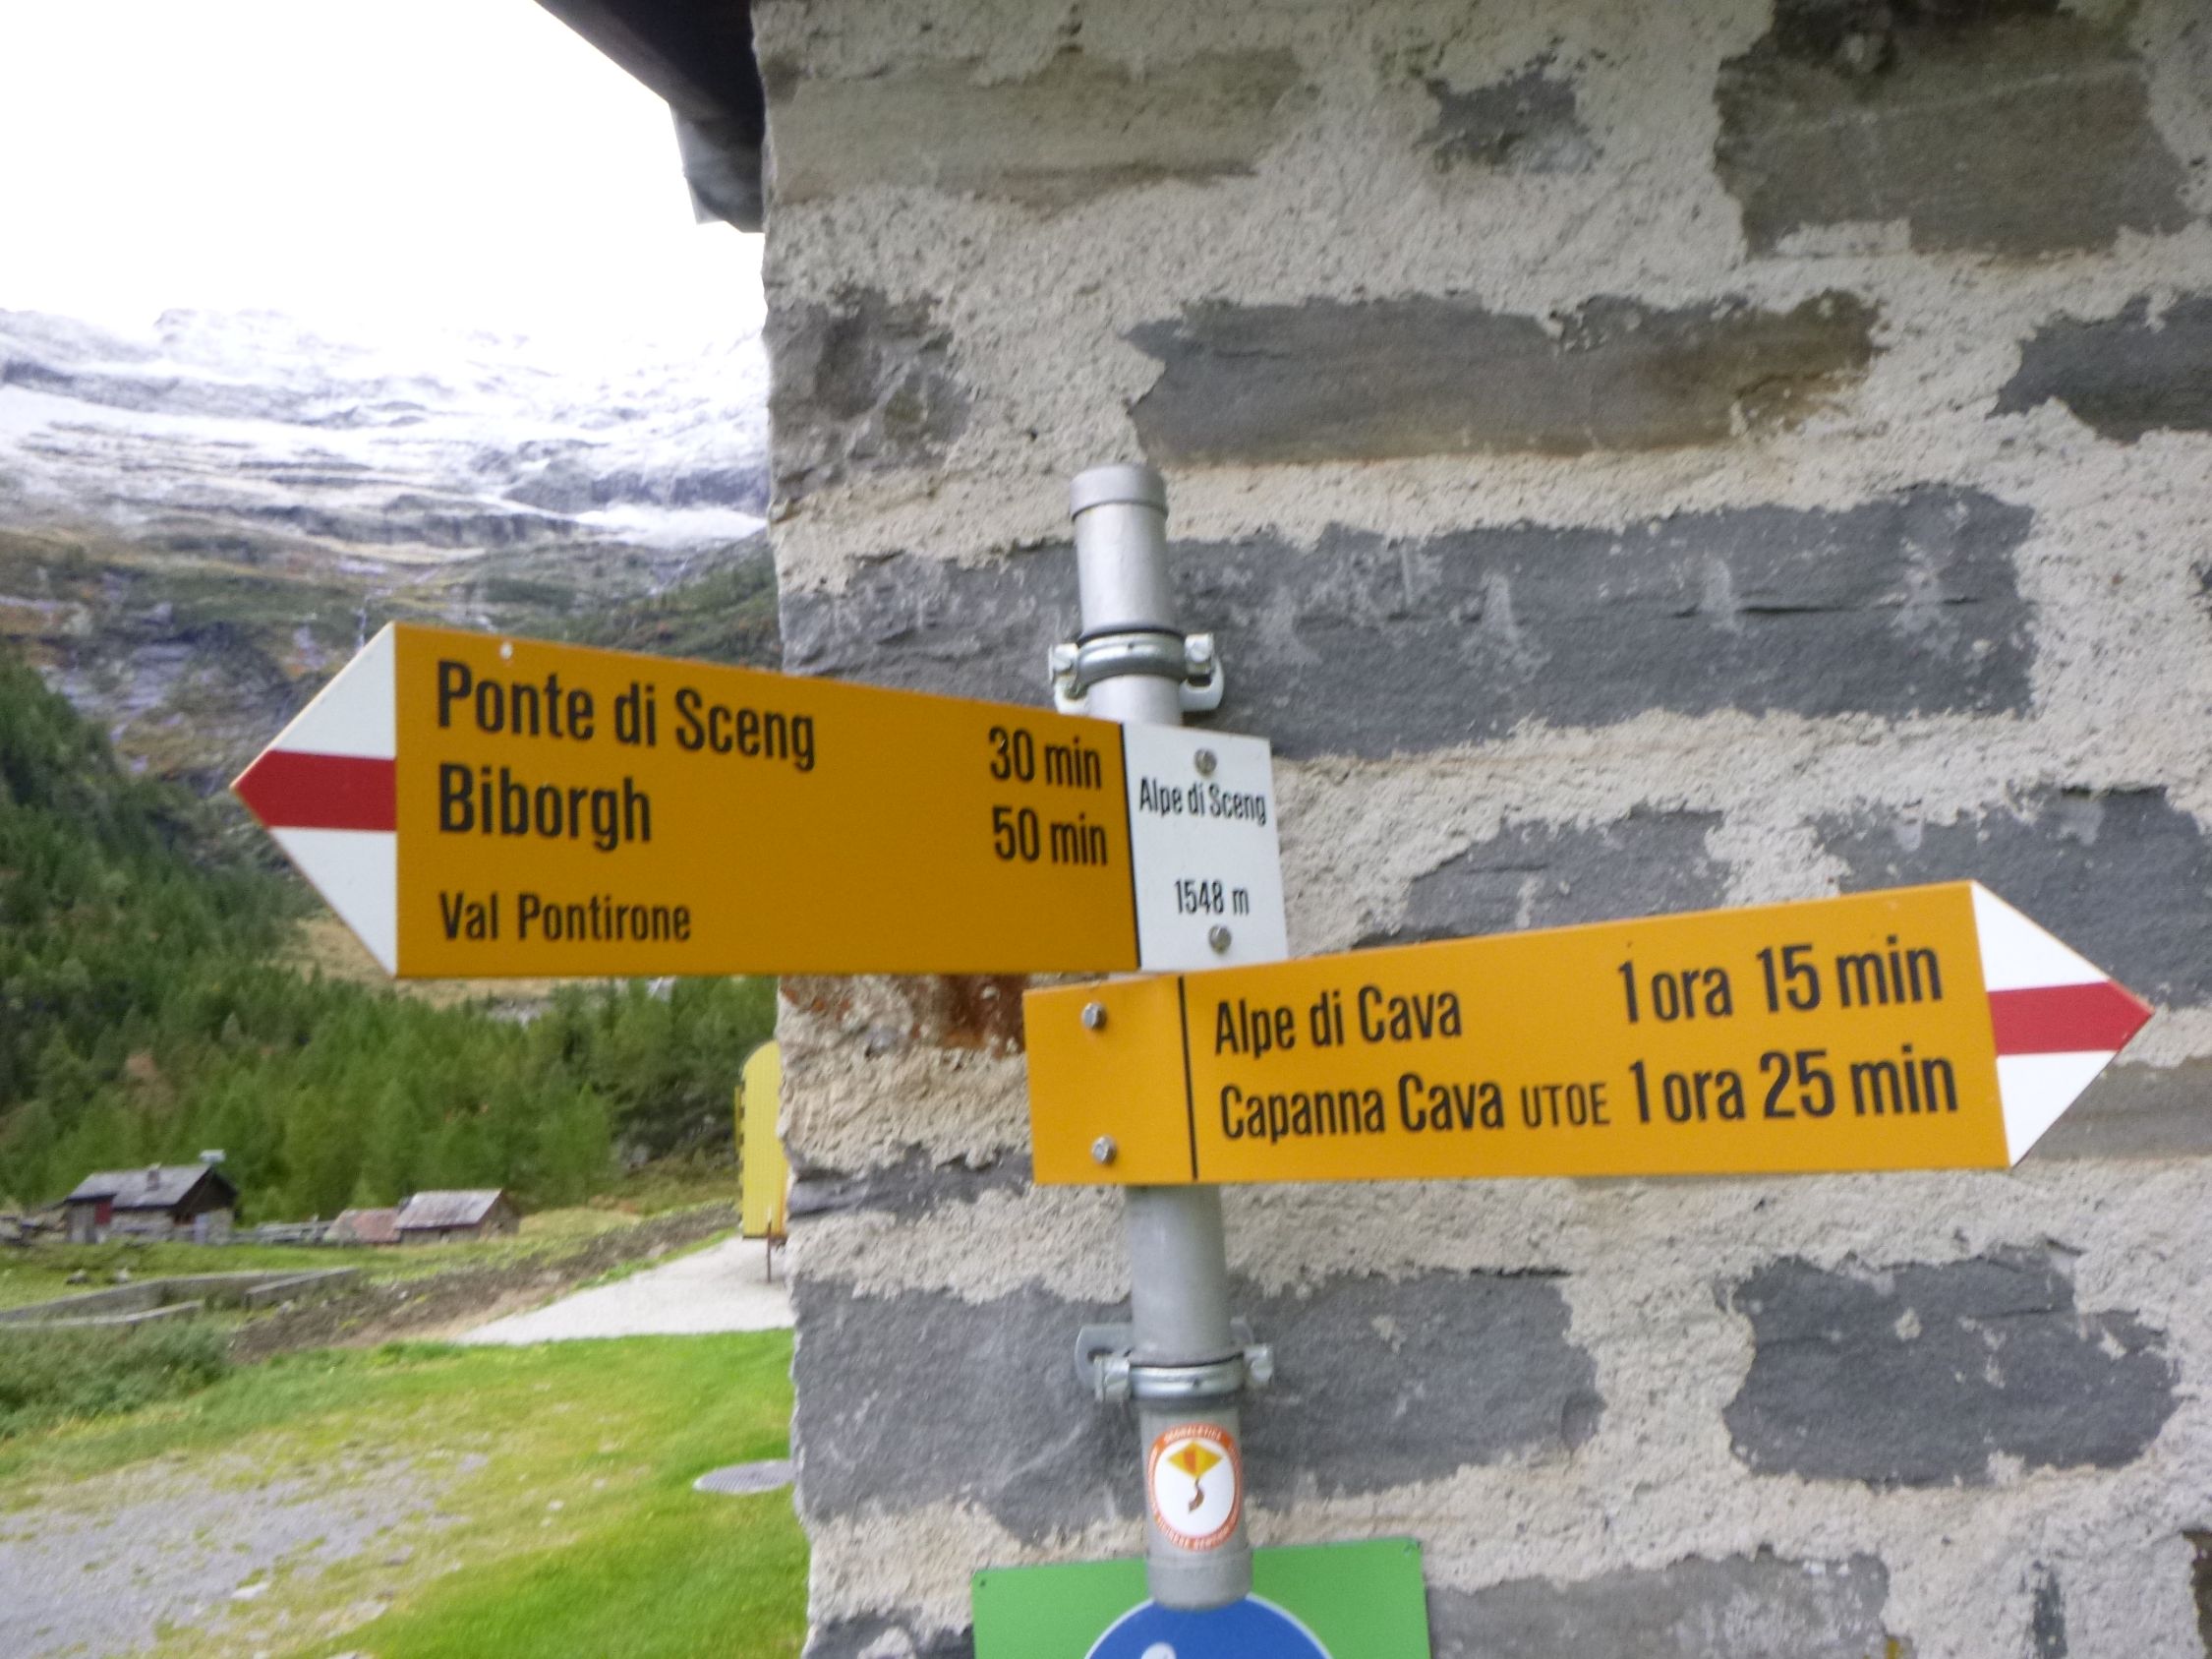 Ponte di Sceng 30 min
Biborgh 50 min
Val Pontirone
Alpe di Sceng
1548 m
Alpe di Cava 1 ora 15 min
Capanna Cava UTOE 1 ora 25 min